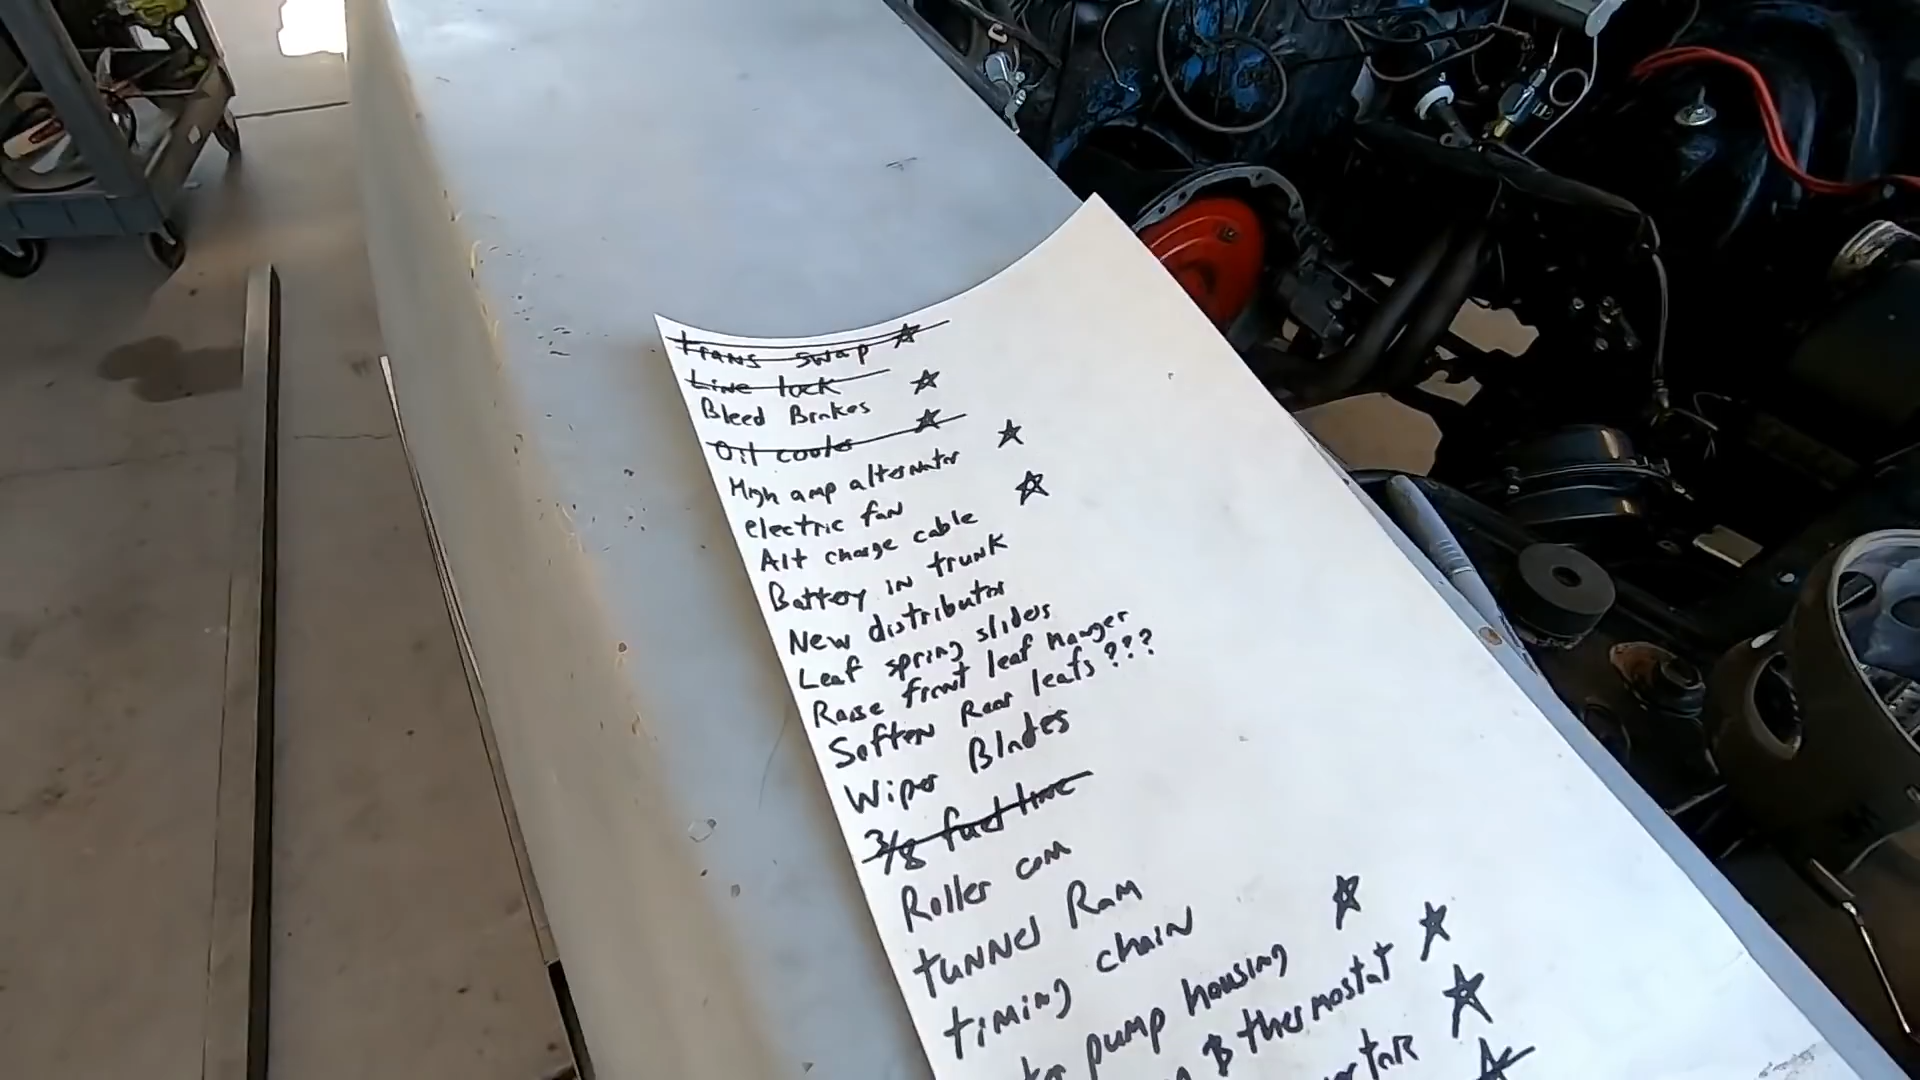 trans swap
Line lock
Bleed Brakes
Oil cooler
High amp alternator
electric fan
Alt charge cable
Battery in trunk
New distributor
Leaf spring sliders
Raise front leaf hanger
Soften Rear leafs ???
Wiper Blades
3/8 fuel line
Roller cam
tunnel Ram
timing chain
pump housing
& thermostat